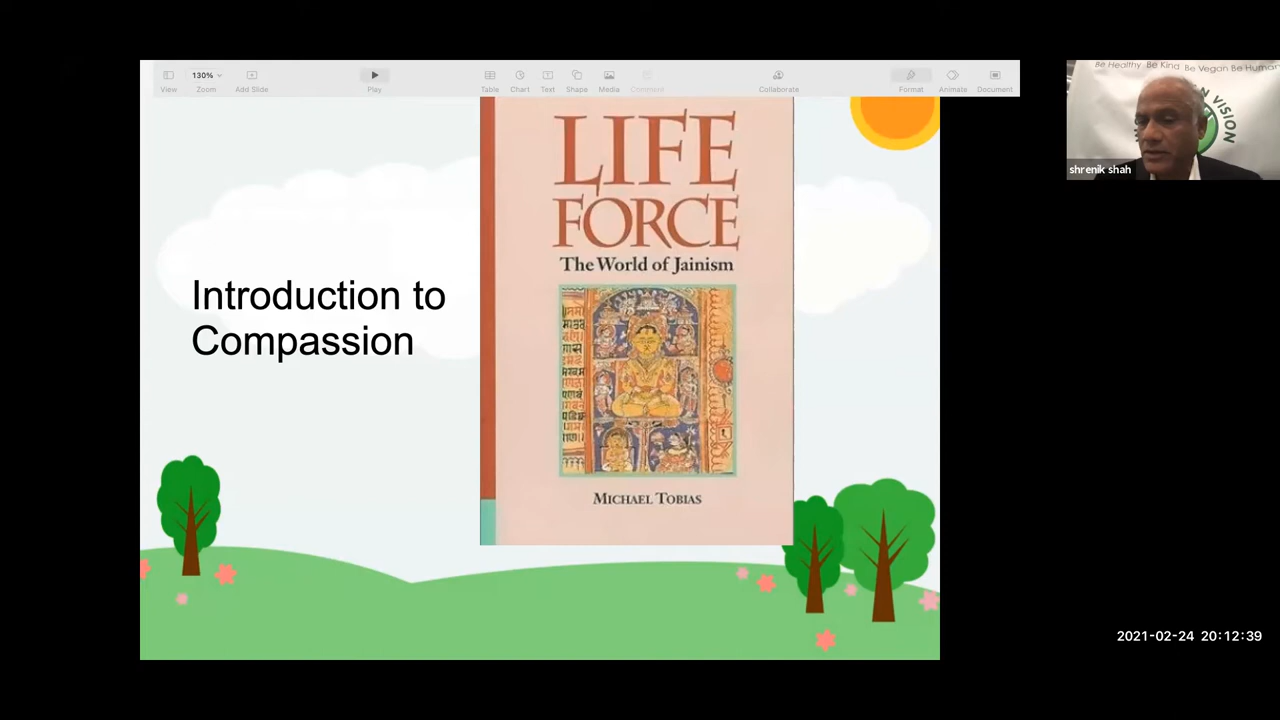 130%
View
Zoom
Add Slide
Play
Table
Chart
Text
Shape
Media
Comment
Collaborate
Format
Animate
Document
Be Healthy Be Kind Be Vegan Be Human
VISION
shrenik shah
LIFE
FORCE
The World of Jainism
Introduction to
Compassion
MICHAEL TOBIAS
2021-02-24 20:12:39